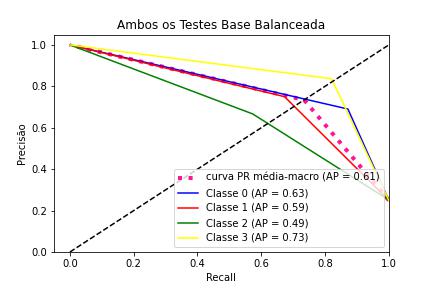 Ambos os Testes Base Balanceada
1.0
0.8
0.6
0.4
0.2
0.0
Precisão
0.0 0.2 0.4 0.6 0.8 1.0
Recall
curva PR média-macro (AP = 0.61)
Classe 0 (AP = 0.63)
Classe 1 (AP = 0.59)
Classe 2 (AP = 0.49)
Classe 3 (AP = 0.73)